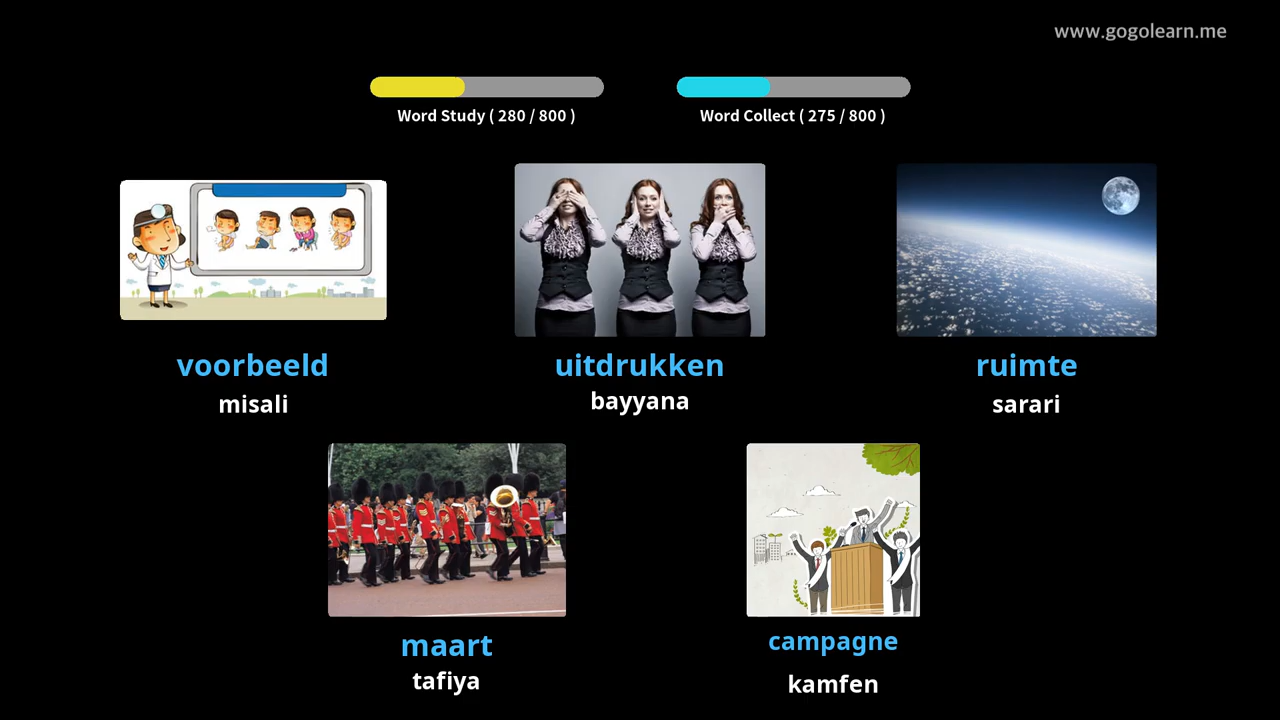 www.gogolearn.me
Word Study ( 280 / 800 )
Word Collect ( 275 / 800 )
voorbeeld
misali
uitdrukken
bayyana
ruimte
sarari
maart
tafiya
campagne
kamfen